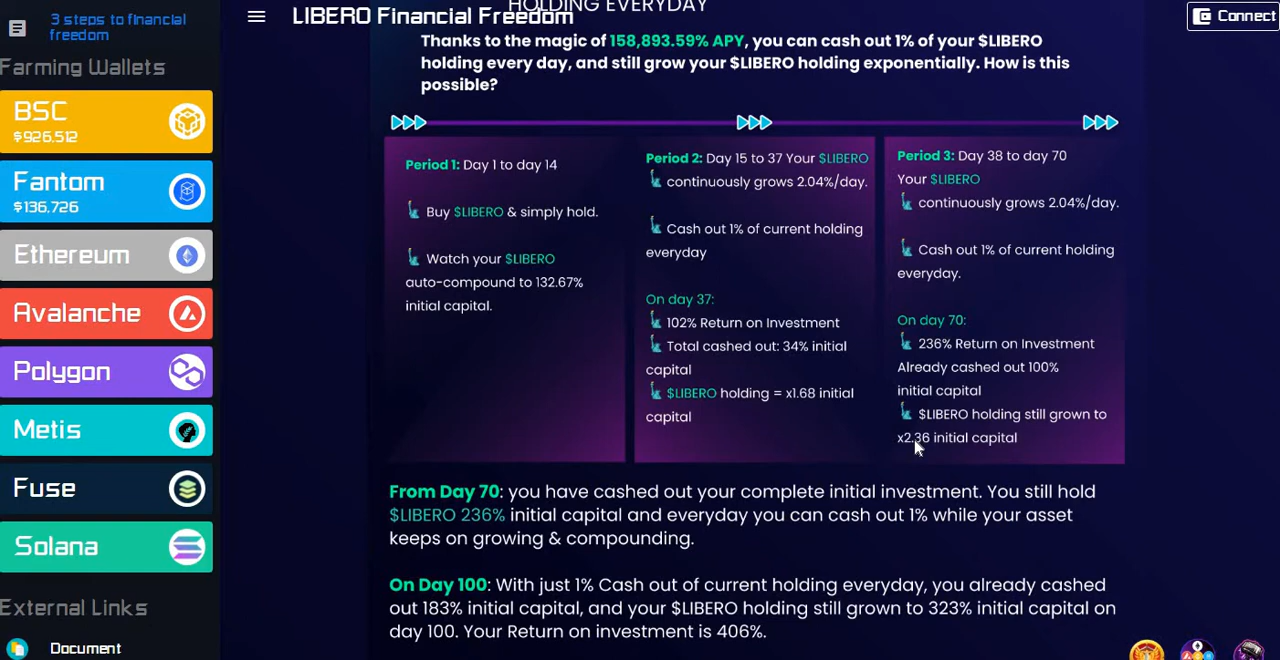 3 steps to financial
freedom
Farming Wallets
BSC
$926.512
Fantom
$136.726
Ethereum
Avalanche
Polygon
Metis
Fuse
Solana
External Links
Document
LIBERO Financial Freedom
Connect
HOLDING EVERYDAY
Thanks to the magic of 158,893.59% APY, you can cash out 1% of your $LIBERO
holding every day, and still grow your $LIBERO holding exponentially. How is this
possible?
Period 1: Day 1 to day 14
Buy $LIBERO & simply hold.
Watch your $LIBERO
auto-compound to 132.67%
initial capital.
Period 2: Day 15 to 37 Your $LIBERO
continuously grows 2.04%/day.
Cash out 1% of current holding
everyday
On day 37:
102% Return on Investment
Total cashed out: 34% initial
capital
$LIBERO holding = x1.68 initial
capital
Period 3: Day 38 to day 70
Your $LIBERO
continuously grows 2.04%/day.
Cash out 1% of current holding
everyday.
On day 70:
236% Return on Investment
Already cashed out 100%
initial capital
$LIBERO holding still grown to
x2.36 initial capital
From Day 70: you have cashed out your complete initial investment. You still hold
$LIBERO 236% initial capital and everyday you can cash out 1% while your asset
keeps on growing & compounding.
On Day 100: With just 1% Cash out of current holding everyday, you already cashed
out 183% initial capital, and your $LIBERO holding still grown to 323% initial capital on
day 100. Your Return on investment is 406%.